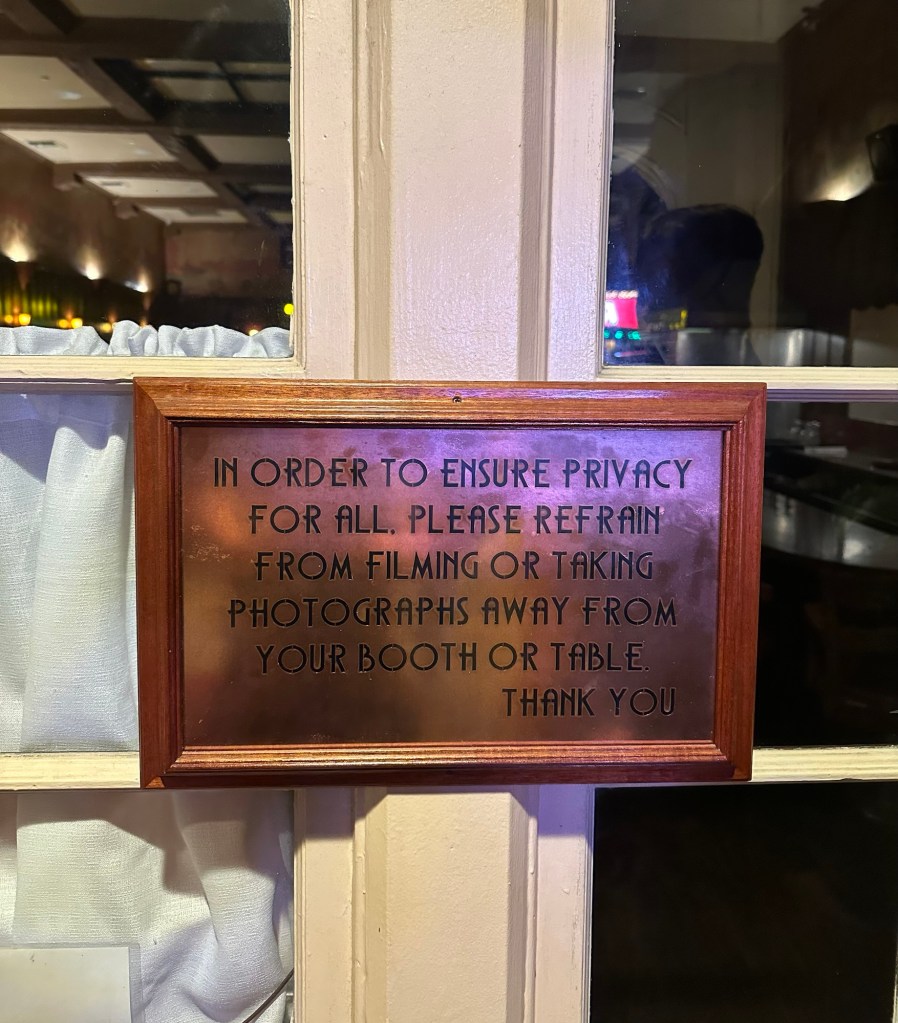 IN ORDER TO ENSURE PRIVACY
FOR ALL, PLEASE REFRAIN
FROM FILMING OR TAKING
PHOTOGRAPHS AWAY FROM
YOUR BOOTH OR TABLE.
THANK YOU